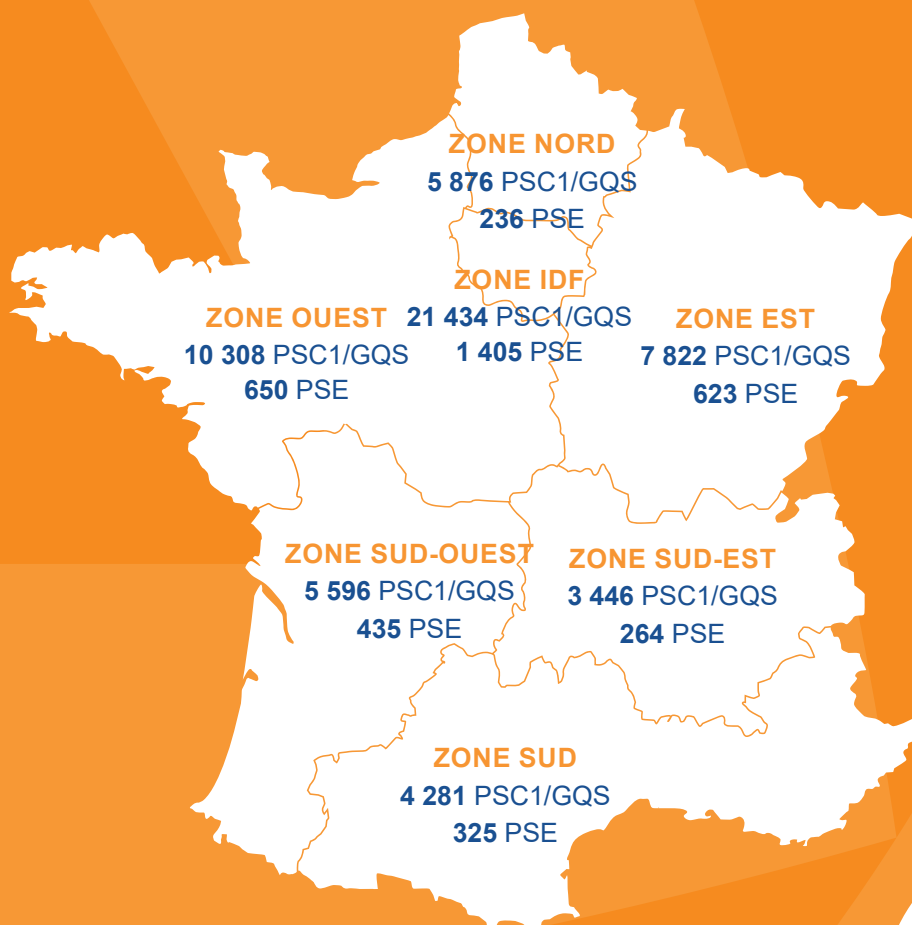 ZONE NORD
5 876 PSC1/GQS
236 PSE
ZONE IDF
21 434 PSC1/GQS
1 405 PSE
ZONE OUEST
10 308 PSC1/GQS
650 PSE
ZONE EST
7 822 PSC1/GQS
623 PSE
ZONE SUD-OUEST
5 596 PSC1/GQS
435 PSE
ZONE SUD-EST
3 446 PSC1/GQS
264 PSE
ZONE SUD
4 281 PSC1/GQS
325 PSE